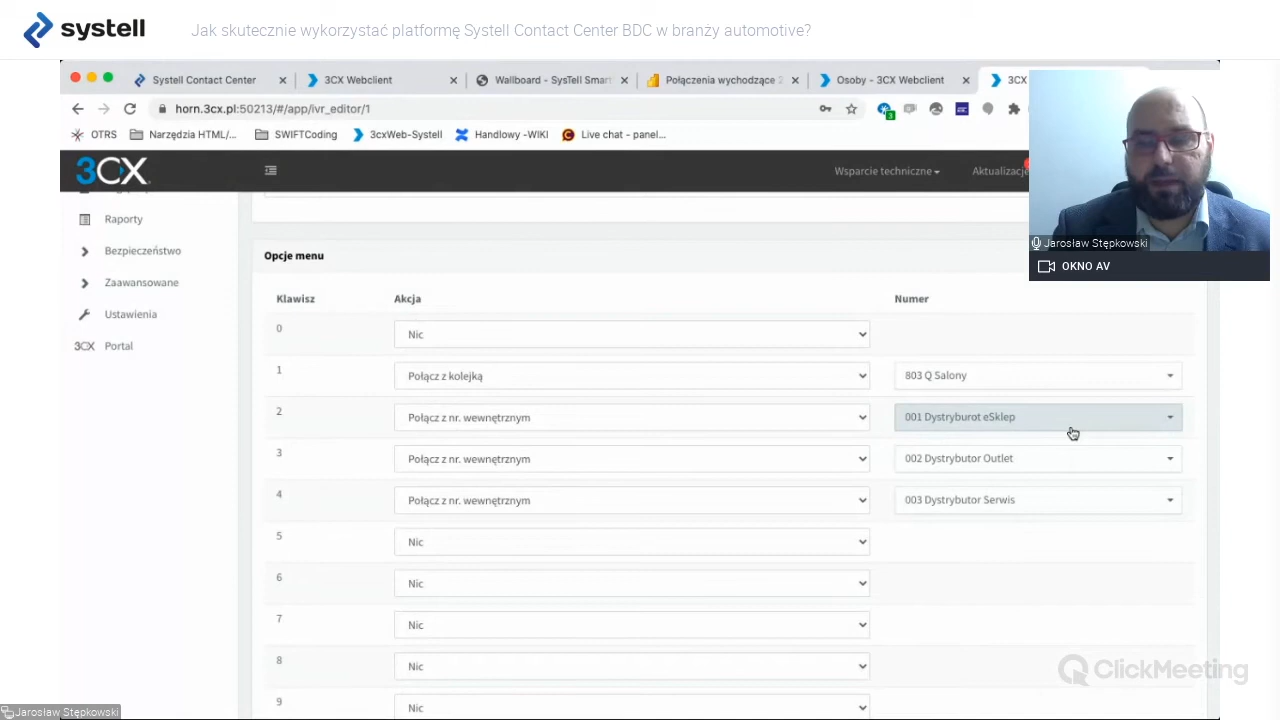 systell
Jak skutecznie wykorzystać platformę Systell Contact Center BDC w branży automotive?
Systell Contact Center
3CX Webclient
Wallboard - SysTell Smart
Połączenia wychodzące
Osoby - 3CX Webclient
3CX
horn.3cx.pl:50213/#/app/ivr_editor/1
3
OTRS
Narzędzia HTML/...
SWIFTCoding
3cxWeb-Systell
Handlowy -WIKI
Live chat - panel...
3CX
Wsparcie techniczne
Aktualizacje
Raporty
Bezpieczeństwo
Zaawansowane
Ustawienia
3CX Portal
Jarosław Stępkowski
OKNO AV
Opcje menu
Klawisz Akcja Numer
0 Nic
1 Połącz z kolejką 803 Q Salony
2 Połącz z nr. wewnętrznym 001 Dystryburot eSklep
3 Połącz z nr. wewnętrznym 002 Dystrybutor Outlet
4 Połącz z nr. wewnętrznym 003 Dystrybutor Serwis
5 Nic
6 Nic
7 Nic
8 Nic
9 Nic
ClickMeeting
Jarosław Stępkowski